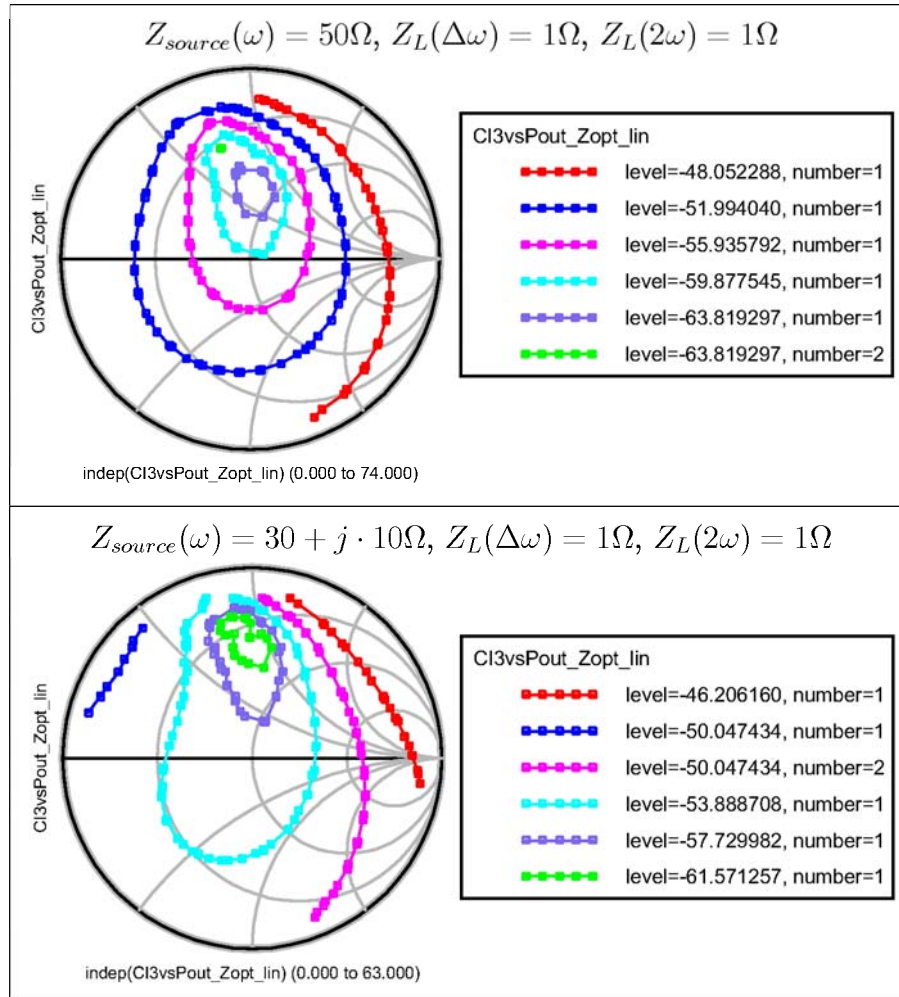 Z_source(ω) = 50Ω, Z_L(Δω) = 1Ω, Z_L(2ω) = 1Ω
CI3vsPout_Zopt_lin
CI3vsPout_Zopt_lin
level=-48.052288, number=1
level=-51.994040, number=1
level=-55.935792, number=1
level=-59.877545, number=1
level=-63.819297, number=1
level=-63.819297, number=2
indep(CI3vsPout_Zopt_lin) (0.000 to 74.000)
Z_source(ω) = 30 + j · 10Ω, Z_L(Δω) = 1Ω, Z_L(2ω) = 1Ω
CI3vsPout_Zopt_lin
CI3vsPout_Zopt_lin
level=-46.206160, number=1
level=-50.047434, number=1
level=-50.047434, number=2
level=-53.888708, number=1
level=-57.729982, number=1
level=-61.571257, number=1
indep(CI3vsPout_Zopt_lin) (0.000 to 63.000)